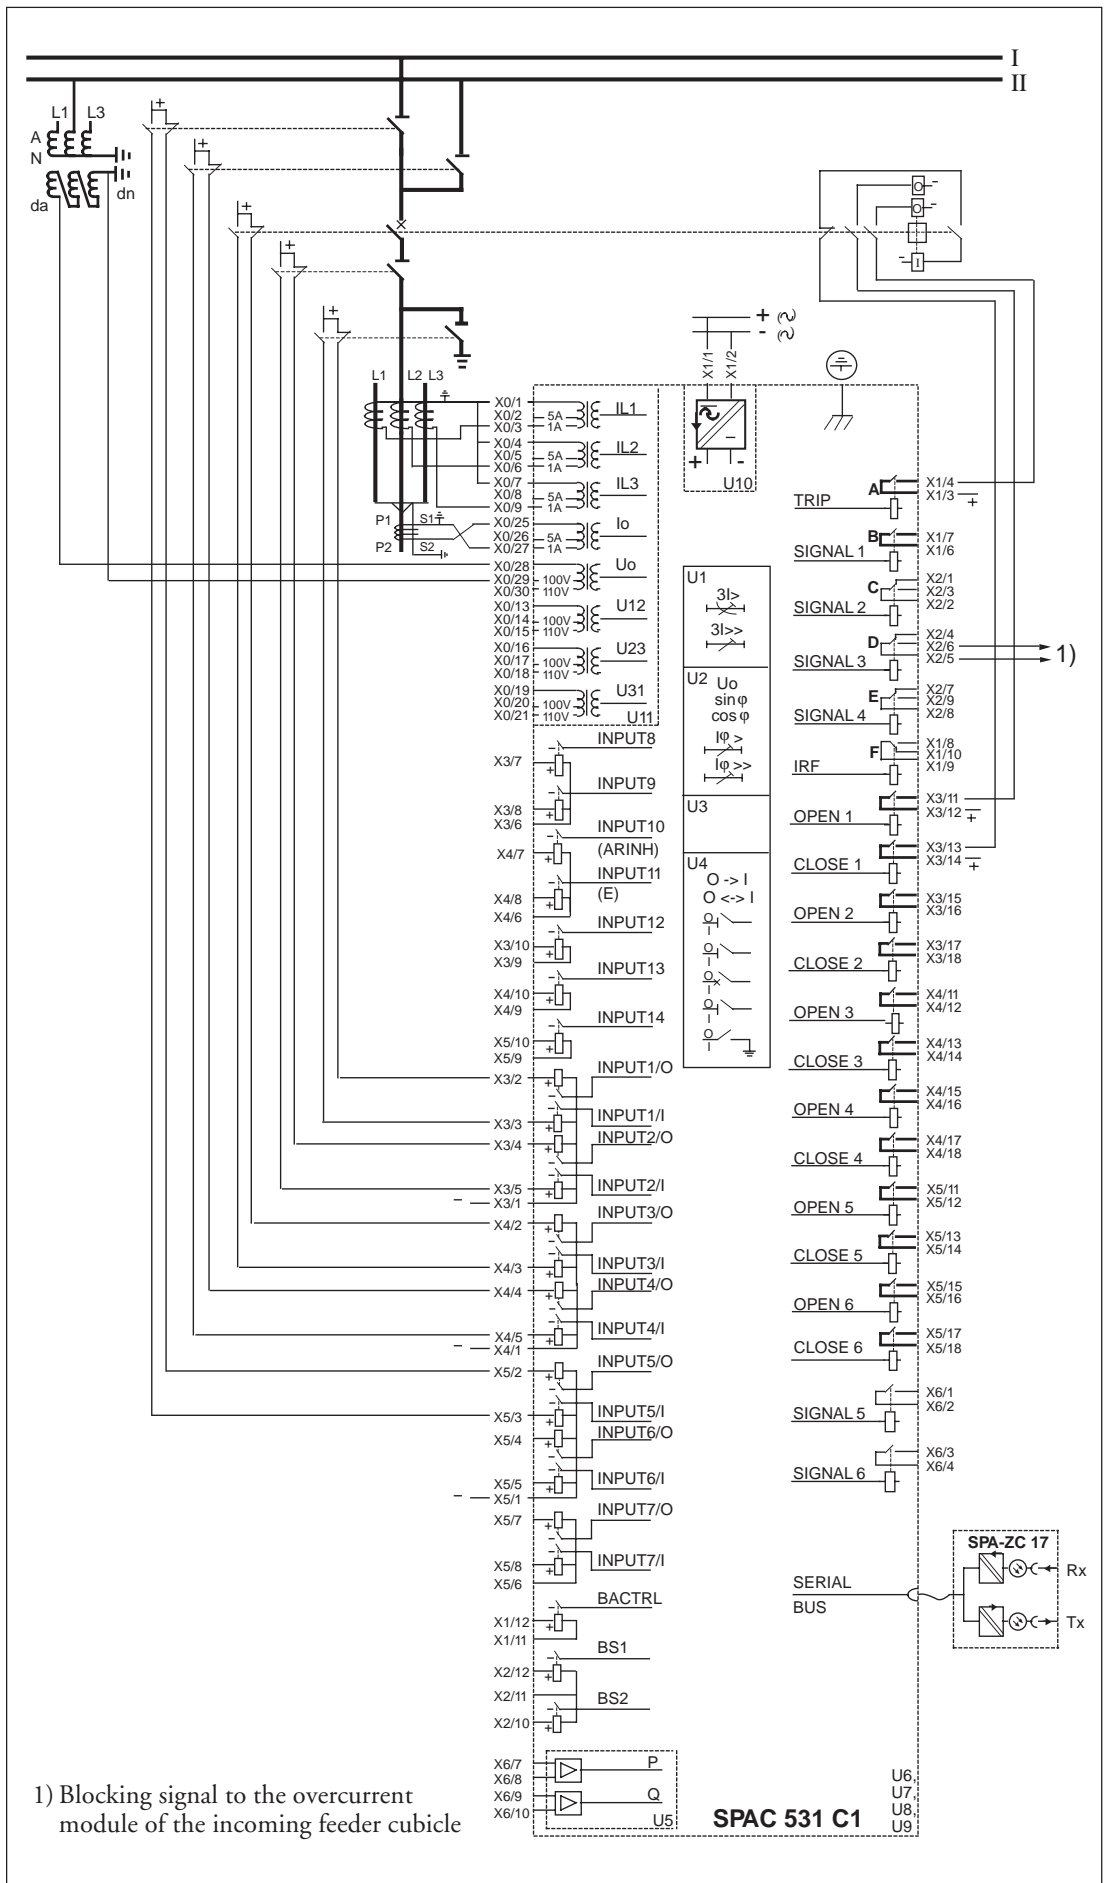 I
II
L1 L3
A
N
da
dn
+
+
+
+
+
O -
O -
- I
+ (~)
- (~)
X1/1
X1/2
L1 L2 L3
P1
P2
S1
S2
X0/1
X0/2 5A
X0/3 1A
IL1
X0/4
X0/5 5A
X0/6 1A
IL2
X0/7
X0/8 5A
X0/9 1A
IL3
X0/25
X0/26 5A
X0/27 1A
Io
X0/28
X0/29 100V
X0/30 110V
Uo
X0/13
X0/14 100V
X0/15 110V
U12
X0/16
X0/17 100V
X0/18 110V
U23
X0/19
X0/20 100V
X0/21 110V
U31
U11
+ -
U10
U1
3I>
3I>>
U2
Uo
sinφ
cosφ
Iφ >
Iφ >>
U3
U4
O -> I
O <-> I
O
I
O
I
O
I
O
I
O
I
X3/7
INPUT8
X3/8
X3/6
INPUT9
X4/7
INPUT10
(ARINH)
X4/8
X4/6
INPUT11
(E)
X3/10
X3/9
INPUT12
X4/10
X4/9
INPUT13
X5/10
X5/9
INPUT14
X3/2
INPUT1/O
X3/3
INPUT1/I
X3/4
INPUT2/O
X3/5
INPUT2/I
- X3/1
X4/2
INPUT3/O
X4/3
INPUT3/I
X4/4
INPUT4/O
X4/5
INPUT4/I
- X4/1
X5/2
INPUT5/O
X5/3
INPUT5/I
X5/4
INPUT6/O
X5/5
INPUT6/I
- X5/1
X5/7
INPUT7/O
X5/8
X5/6
INPUT7/I
X1/12
X1/11
BACTRL
X2/12
BS1
X2/11
X2/10
BS2
X6/7
X6/8
P
X6/9
X6/10
Q
U5
TRIP
A
X1/4
X1/3
SIGNAL 1
B
X1/7
X1/6
SIGNAL 2
C
X2/1
X2/3
X2/2
SIGNAL 3
D
X2/4
X2/6
X2/5
1)
SIGNAL 4
E
X2/7
X2/9
X2/8
IRF
F
X1/8
X1/10
X1/9
OPEN 1
X3/11
X3/12
CLOSE 1
X3/13
X3/14
OPEN 2
X3/15
X3/16
CLOSE 2
X3/17
X3/18
OPEN 3
X4/11
X4/12
CLOSE 3
X4/13
X4/14
OPEN 4
X4/15
X4/16
CLOSE 4
X4/17
X4/18
OPEN 5
X5/11
X5/12
CLOSE 5
X5/13
X5/14
OPEN 6
X5/15
X5/16
CLOSE 6
X5/17
X5/18
SIGNAL 5
X6/1
X6/2
SIGNAL 6
X6/3
X6/4
SERIAL
BUS
SPA-ZC 17
Rx
Tx
SPAC 531 C1
U6,
U7,
U8,
U9
1) Blocking signal to the overcurrent
module of the incoming feeder cubicle